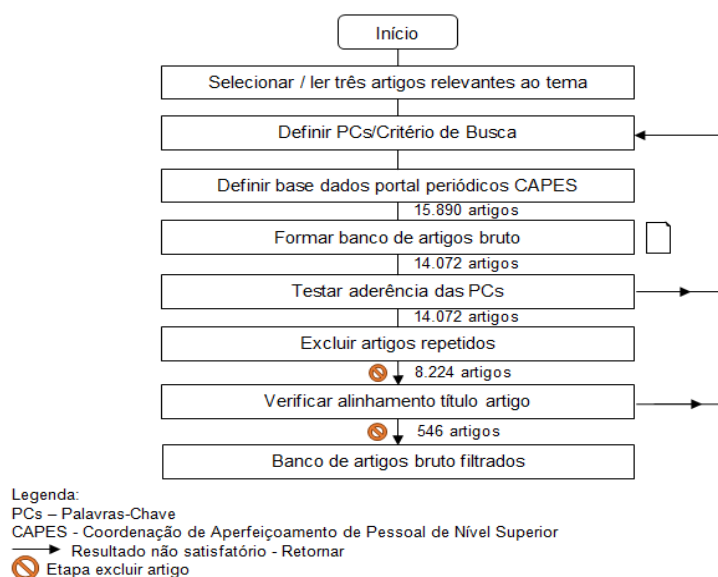 Início
Selecionar / ler três artigos relevantes ao tema
Definir PCs/Critério de Busca
Definir base dados portal periódicos CAPES
15.890 artigos
Formar banco de artigos bruto
14.072 artigos
Testar aderência das PCs
14.072 artigos
Excluir artigos repetidos
8.224 artigos
Verificar alinhamento título artigo
546 artigos
Banco de artigos bruto filtrados
Legenda:
PCs – Palavras-Chave
CAPES - Coordenação de Aperfeiçoamento de Pessoal de Nível Superior
Resultado não satisfatório - Retornar
Etapa excluir artigo